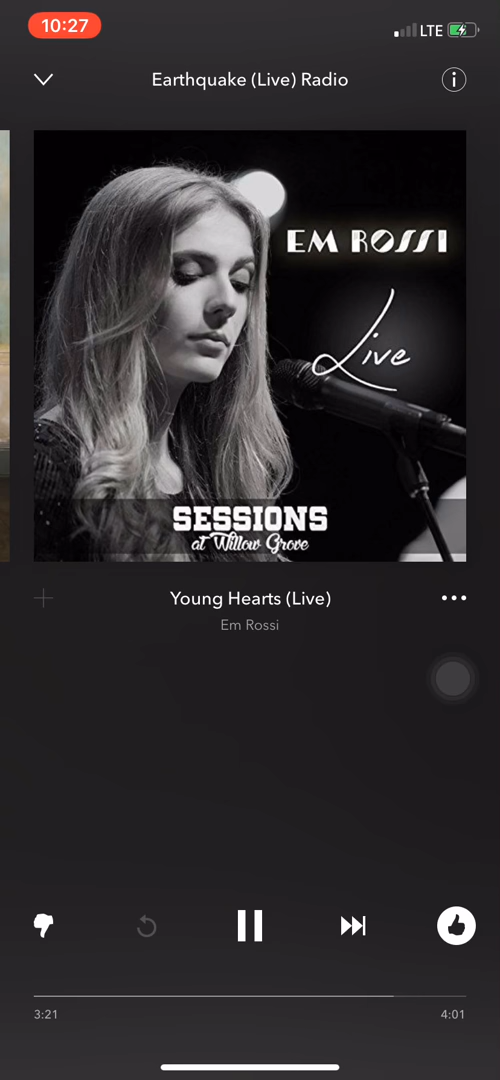 10:27
LTE
Earthquake (Live) Radio
EM ROSSI
Live
SESSIONS
at Willow Grove
Young Hearts (Live)
Em Rossi
3:21
4:01